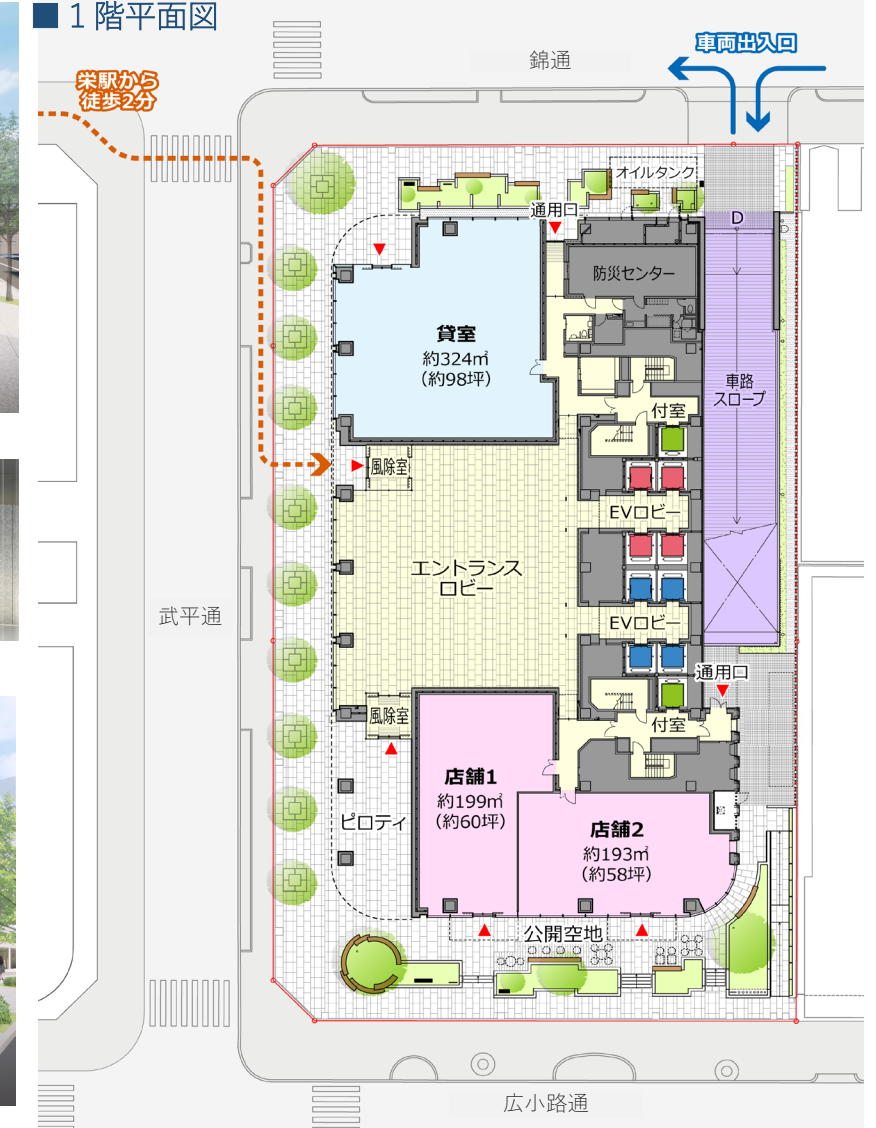 ■１階平面図
車両出入口
錦通
栄駅から
徒歩2分
オイルタンク
通用口
D
防災センター
貸室
約324㎡
（約98坪）
車路
スロープ
付室
風除室
EVロビー
エントランス
ロビー
武平通
EVロビー
通用口
風除室
付室
店舗1
約199㎡
（約60坪）
ピロティ
店舗2
約193㎡
（約58坪）
公開空地
広小路通